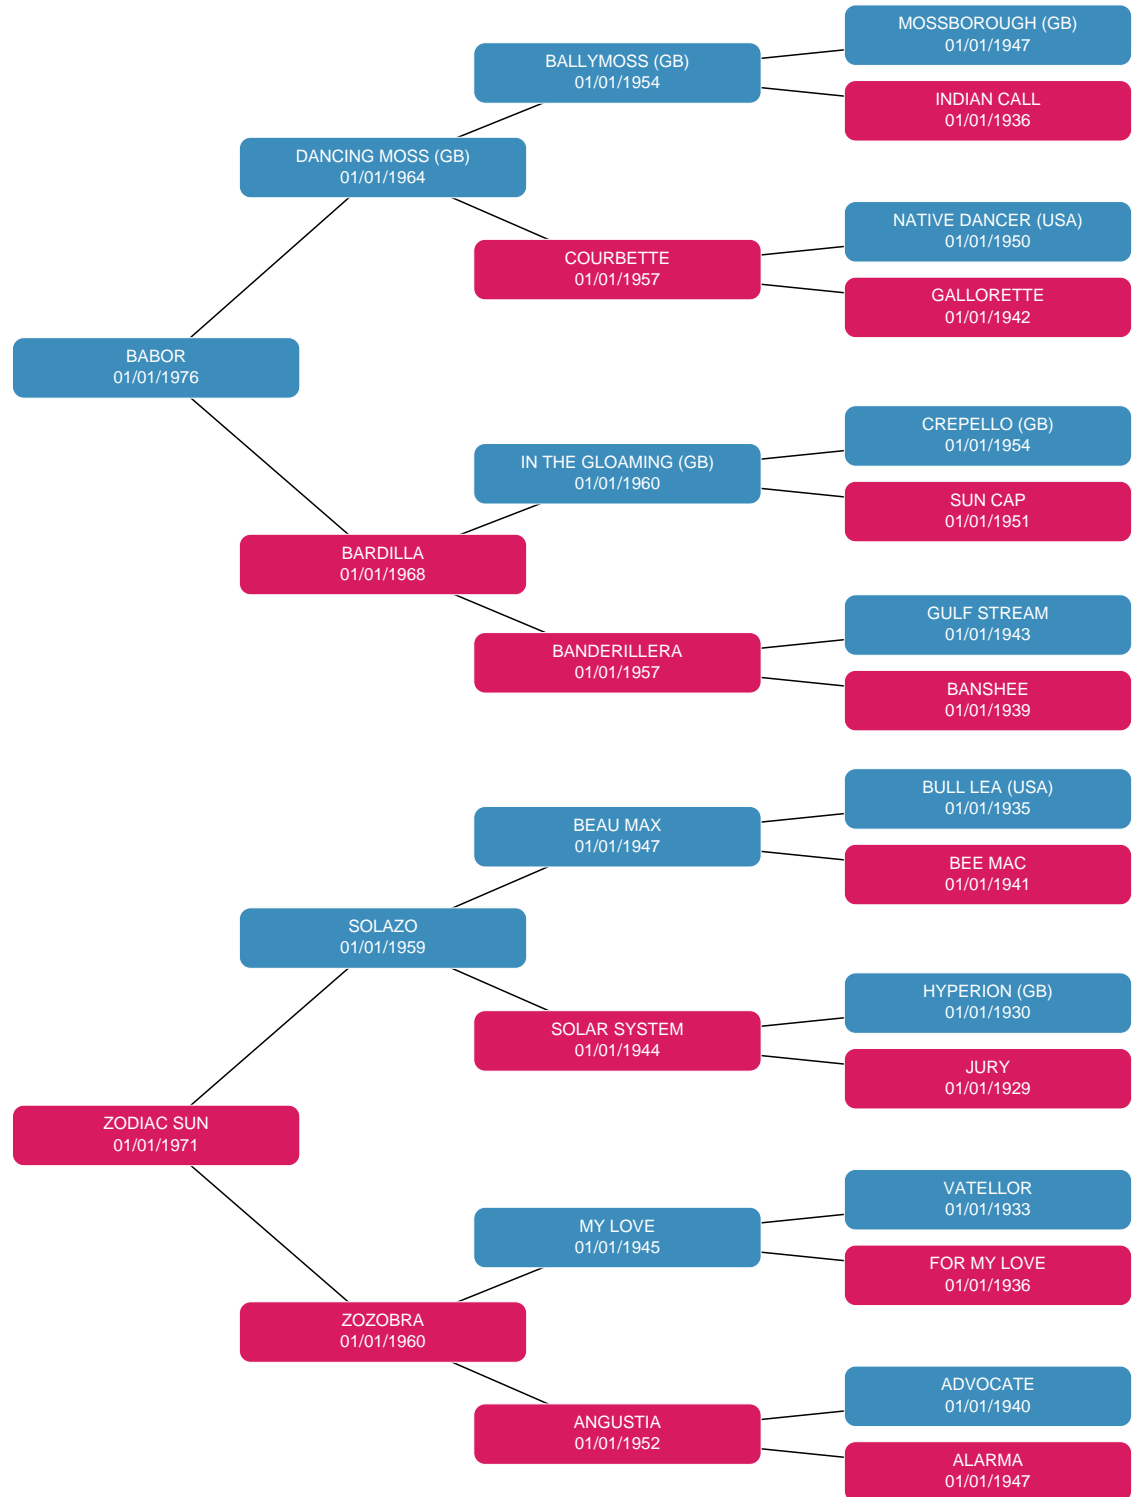 MOSSBOROUGH (GB)
01/01/1947
BALLYMOSS (GB)
01/01/1954
INDIAN CALL
01/01/1936
DANCING MOSS (GB)
01/01/1964
NATIVE DANCER (USA)
01/01/1950
COURBETTE
01/01/1957
GALLORETTE
01/01/1942
BABOR
01/01/1976
CREPELLO (GB)
01/01/1954
IN THE GLOAMING (GB)
01/01/1960
SUN CAP
01/01/1951
BARDILLA
01/01/1968
GULF STREAM
01/01/1943
BANDERILLERA
01/01/1957
BANSHEE
01/01/1939
BULL LEA (USA)
01/01/1935
BEAU MAX
01/01/1947
BEE MAC
01/01/1941
SOLAZO
01/01/1959
HYPERION (GB)
01/01/1930
SOLAR SYSTEM
01/01/1944
JURY
01/01/1929
ZODIAC SUN
01/01/1971
VATELLOR
01/01/1933
MY LOVE
01/01/1945
FOR MY LOVE
01/01/1936
ZOZOBRA
01/01/1960
ADVOCATE
01/01/1940
ANGUSTIA
01/01/1952
ALARMA
01/01/1947